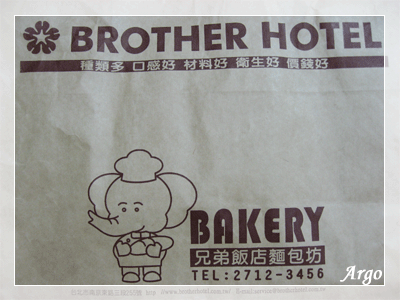 BROTHER HOTEL
種類多 口感好 材料好 衛生好 價錢好
BAKERY
兄弟飯店麵包坊
TEL:2712-3456
Argo